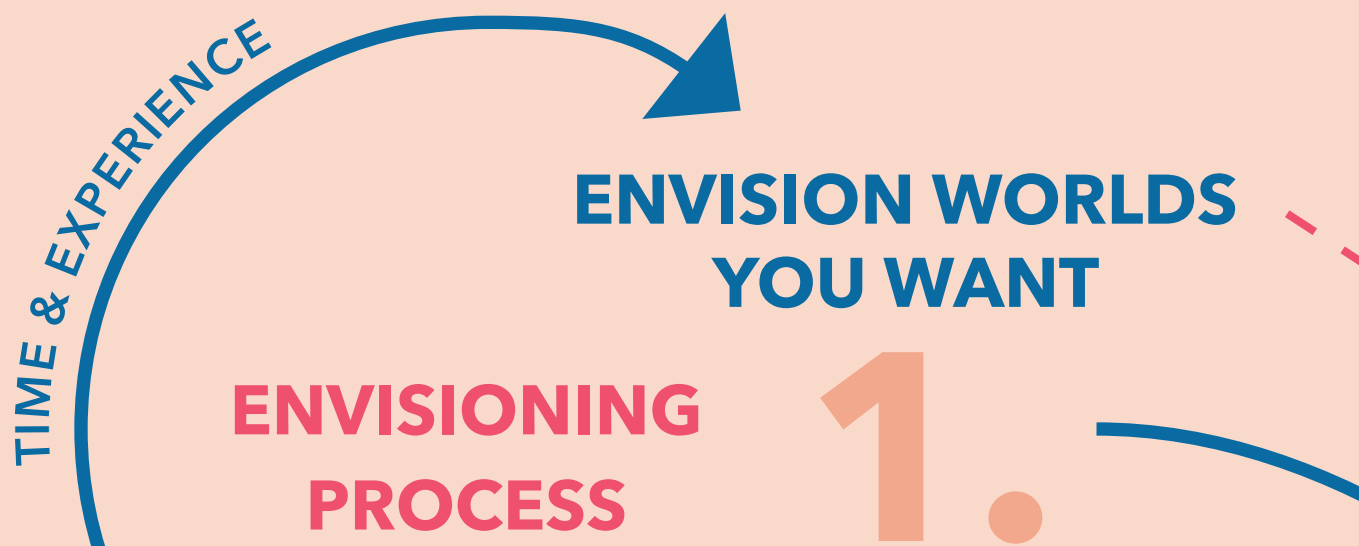 TIME & EXPERIENCE
ENVISION WORLDS
YOU WANT
ENVISIONING
PROCESS
1.